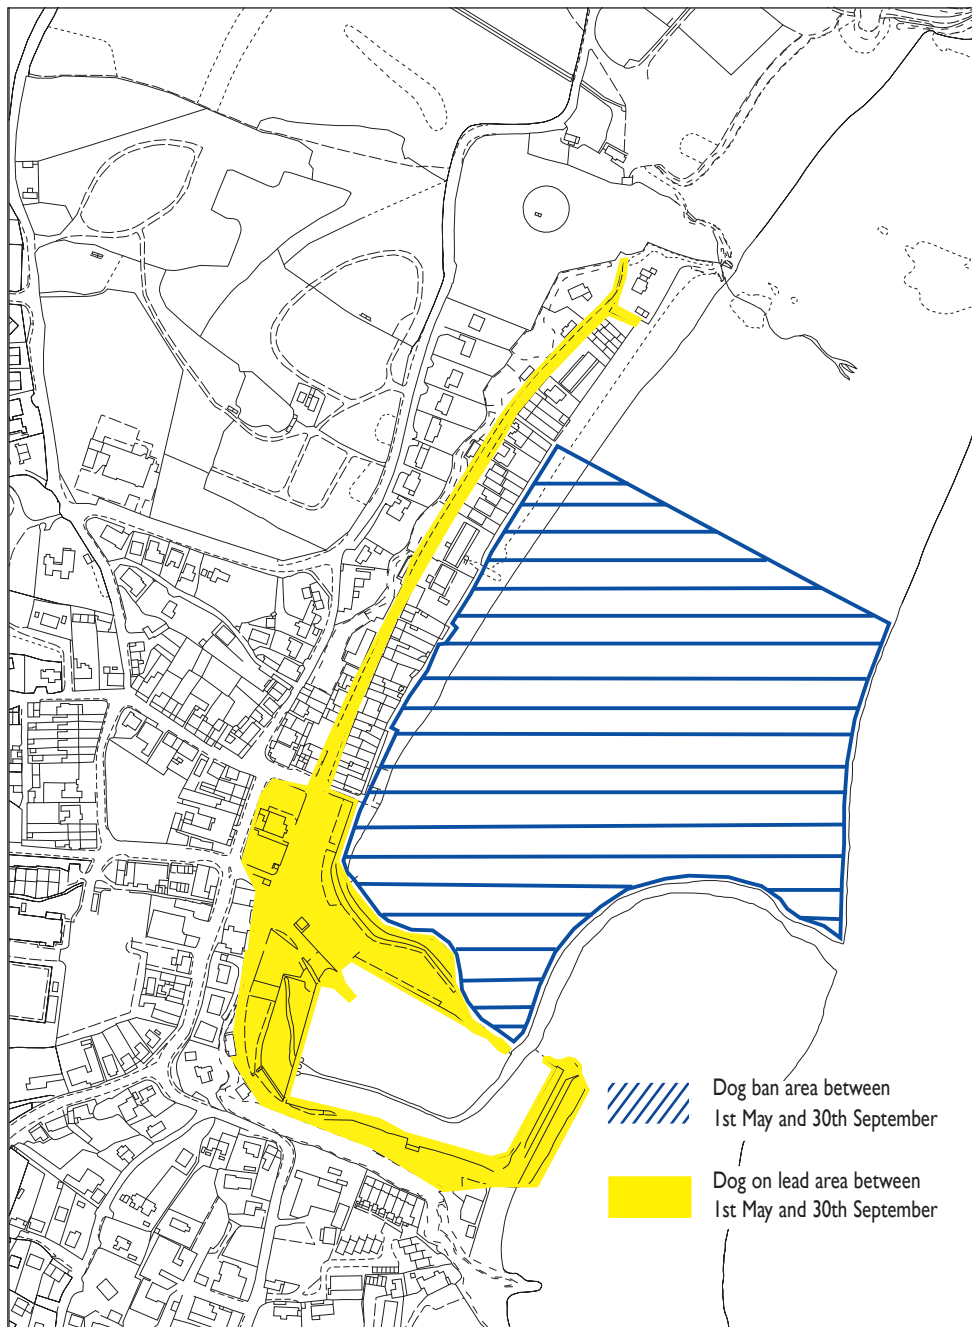 Dog ban area between
1st May and 30th September
Dog on lead area between
1st May and 30th September